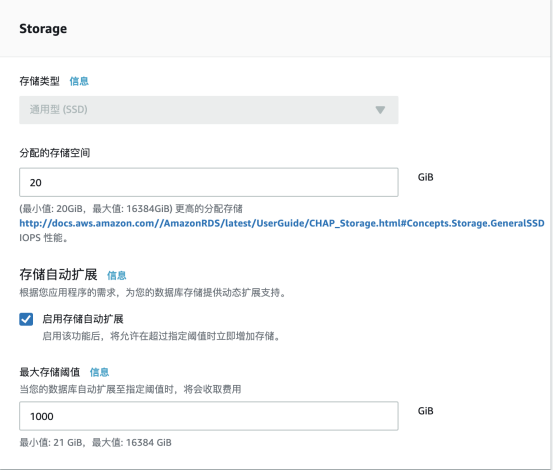 Storage
存储类型 信息
通用型 (SSD)
分配的存储空间
20
GiB
(最小值: 20GiB，最大值: 16384GiB) 更高的分配存储
http://docs.aws.amazon.com//AmazonRDS/latest/UserGuide/CHAP_Storage.html#Concepts.Storage.GeneralSSD
IOPS 性能。
存储自动扩展 信息
根据您应用程序的需求，为您的数据库存储提供动态扩展支持。
启用存储自动扩展
启用该功能后，将允许在超过指定阈值时立即增加存储。
最大存储阈值 信息
当您的数据库自动扩展至指定阈值时，将会收取费用
1000
GiB
最小值: 21 GiB，最大值: 16384 GiB